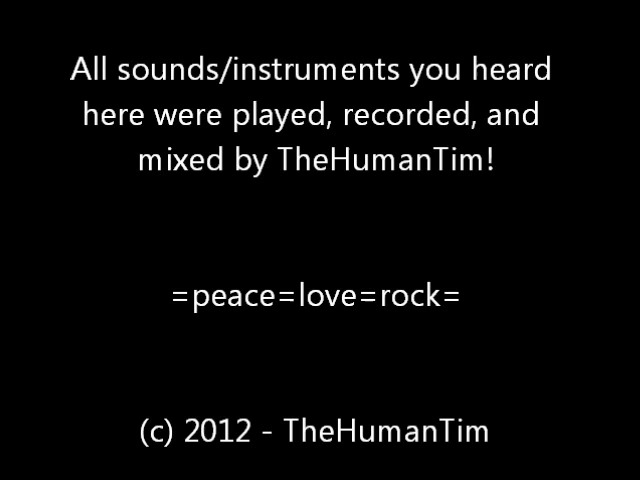 All sounds/instruments you heard
here were played, recorded, and
mixed by TheHumanTim!
=peace=love=rock=
(c) 2012 - TheHumanTim